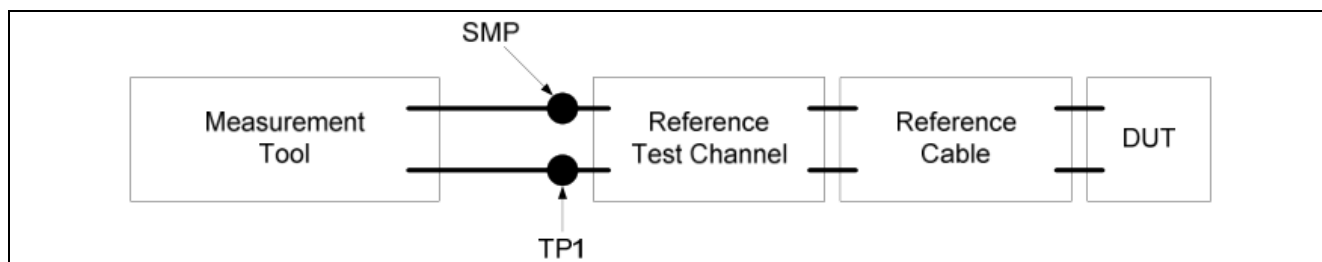 SMP
Measurement
Tool
Reference
Test Channel
Reference
Cable
DUT
TP1